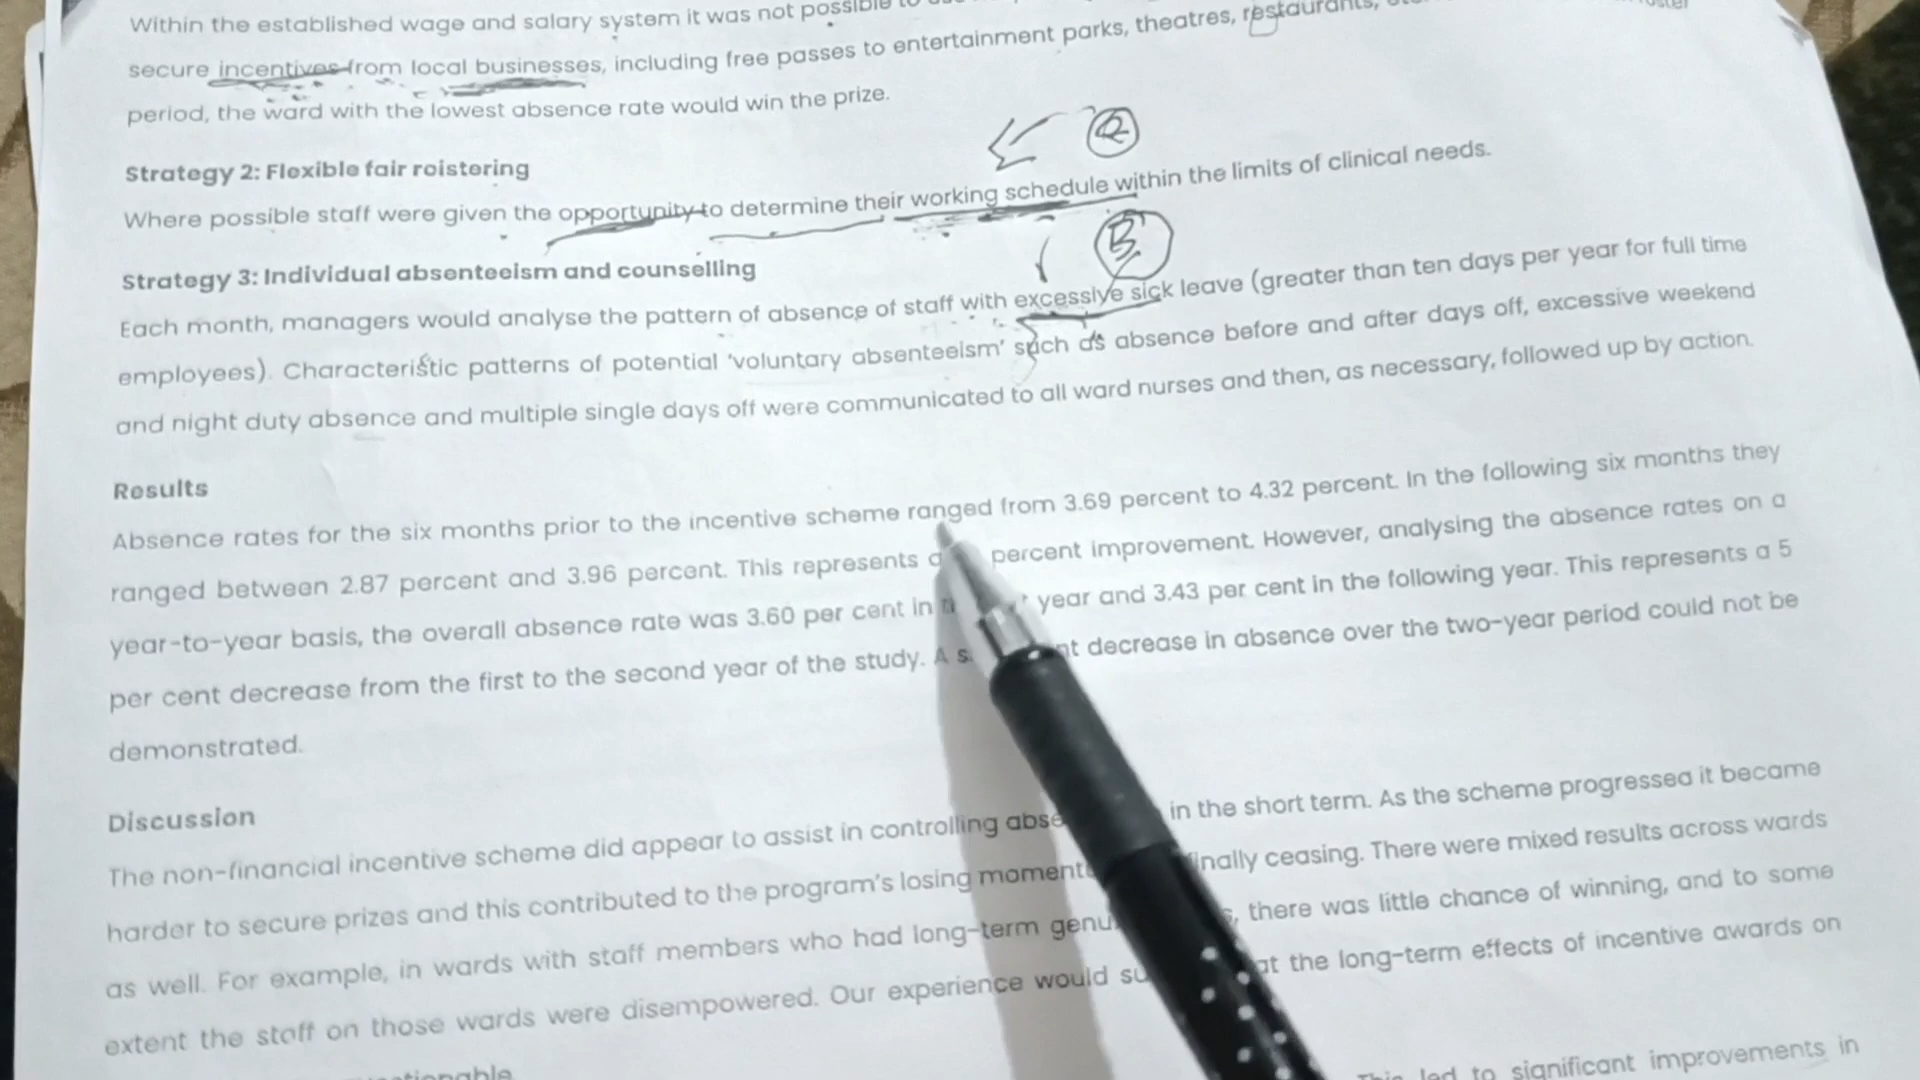 Within the established wage and salary system it was not possible to
secure incentives from local businesses, including free passes to entertainment parks, theatres, restaurants,
period, the ward with the lowest absence rate would win the prize.
2
Strategy 2: Flexible fair roistering
Where possible staff were given the opportunity to determine their working schedule within the limits of clinical needs.
B
Strategy 3: Individual absenteeism and counselling
Each month, managers would analyse the pattern of absence of staff with excessive sick leave (greater than ten days per year for full time
employees). Characteristic patterns of potential ‘voluntary absenteeism’ such as absence before and after days off, excessive weekend
and night duty absence and multiple single days off were communicated to all ward nurses and then, as necessary, followed up by action.
Results
Absence rates for the six months prior to the incentive scheme ranged from 3.69 percent to 4.32 percent. In the following six months they
ranged between 2.87 percent and 3.96 percent. This represents a percent improvement. However, analysing the absence rates on a
year-to-year basis, the overall absence rate was 3.60 per cent in year and 3.43 per cent in the following year. This represents a 5
per cent decrease from the first to the second year of the study. A decrease in absence over the two-year period could not be
demonstrated.
Discussion
The non-financial incentive scheme did appear to assist in controlling in the short term. As the scheme progressed it became
harder to secure prizes and this contributed to the program’s losing finally ceasing. There were mixed results across wards
as well. For example, in wards with staff members who had long-term there was little chance of winning, and to some
extent the staff on those wards were disempowered. Our experience would the long-term effects of incentive awards on
led to significant improvements in